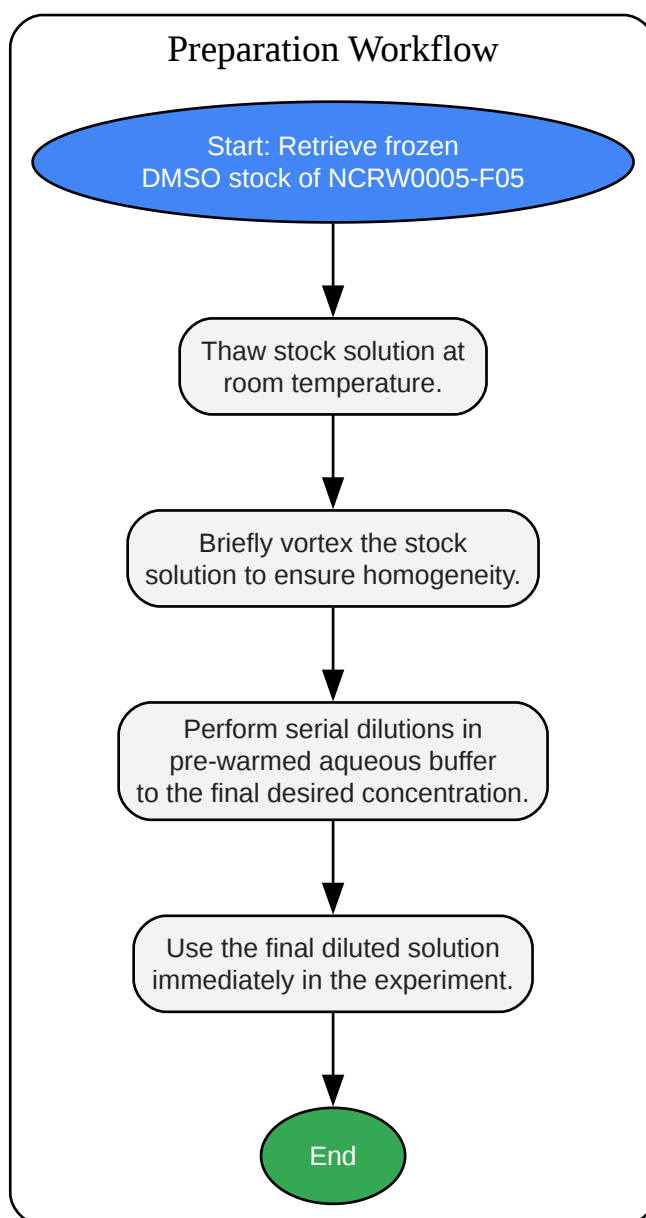 Preparation Workflow
Start: Retrieve frozen
DMSO stock of NCRW0005-F05
Thaw stock solution at
room temperature.
Briefly vortex the stock
solution to ensure homogeneity.
Perform serial dilutions in
pre-warmed aqueous buffer
to the final desired concentration.
Use the final diluted solution
immediately in the experiment.
End